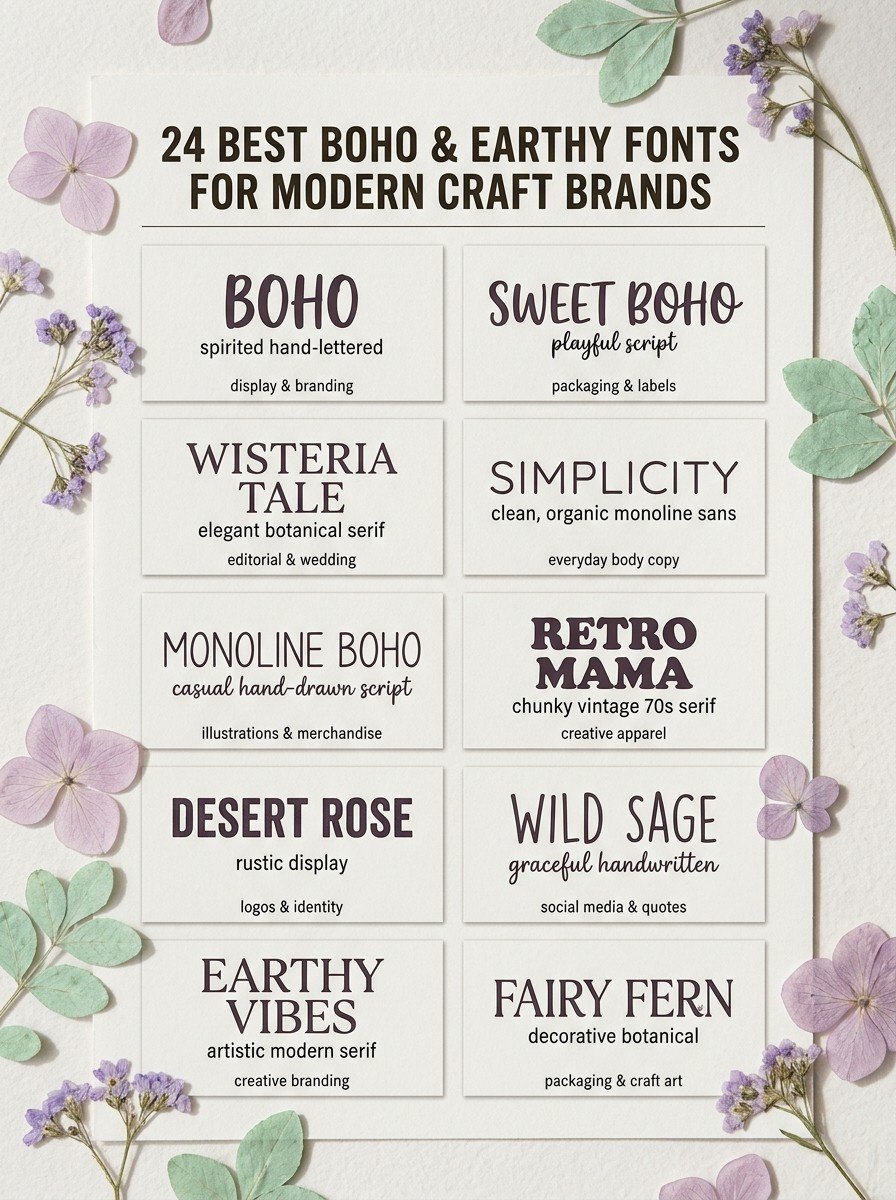 24 BEST BOHO & EARTHY FONTS
FOR MODERN CRAFT BRANDS
BOHO
spirited hand-lettered
display & branding
SWEET BOHO
playful script
packaging & labels
WISTERIA
TALE
elegant botanical serif
editorial & wedding
SIMPLICITY
clean, organic monoline sans
everyday body copy
MONOLINE BOHO
casual hand-drawn script
illustrations & merchandise
RETRO
MAMA
chunky vintage 70s serif
creative apparel
DESERT ROSE
rustic display
logos & identity
WILD SAGE
graceful handwritten
social media & quotes
EARTHY
VIBES
artistic modern serif
creative branding
FAIRY FERN
decorative botanical
packaging & craft art